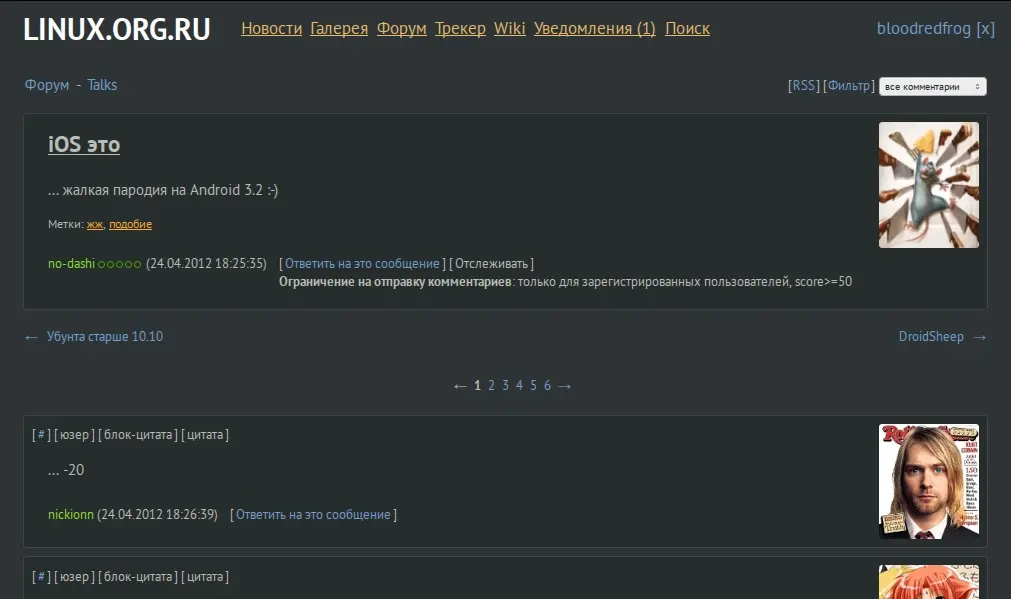 LINUX.ORG.RU Новости Галерея Форум Трекер Wiki Уведомления (1) Поиск bloodredfrog [x]
Форум - Talks [RSS] [Фильтр] все комментарии
iOS это
... жалкая пародия на Android 3.2 :-)
Метки: жж, подобие
no-dashi ○○○○○ (24.04.2012 18:25:35) [Ответить на это сообщение] [Отслеживать]
Ограничение на отправку комментариев: только для зарегистрированных пользователей, score>=50
← Убунта старше 10.10 DroidSheep →
← 1 2 3 4 5 6 →
[#] [юзер] [блок-цитата] [цитата]
... -20
nickionn (24.04.2012 18:26:39) [Ответить на это сообщение]
[#] [юзер] [блок-цитата] [цитата]